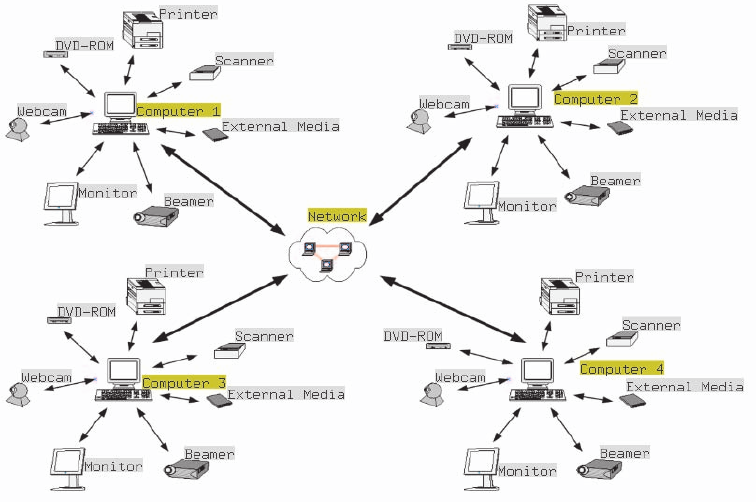 Printer
DVD-ROM
Scanner
Webcam
Computer 1
External Media
Monitor
Beamer
Printer
DVD-ROM
Scanner
Webcam
Computer 2
External Media
Monitor
Beamer
Network
Printer
DVD-ROM
Scanner
Webcam
Computer 3
External Media
Monitor
Beamer
Printer
DVD-ROM
Scanner
Webcam
Computer 4
External Media
Monitor
Beamer